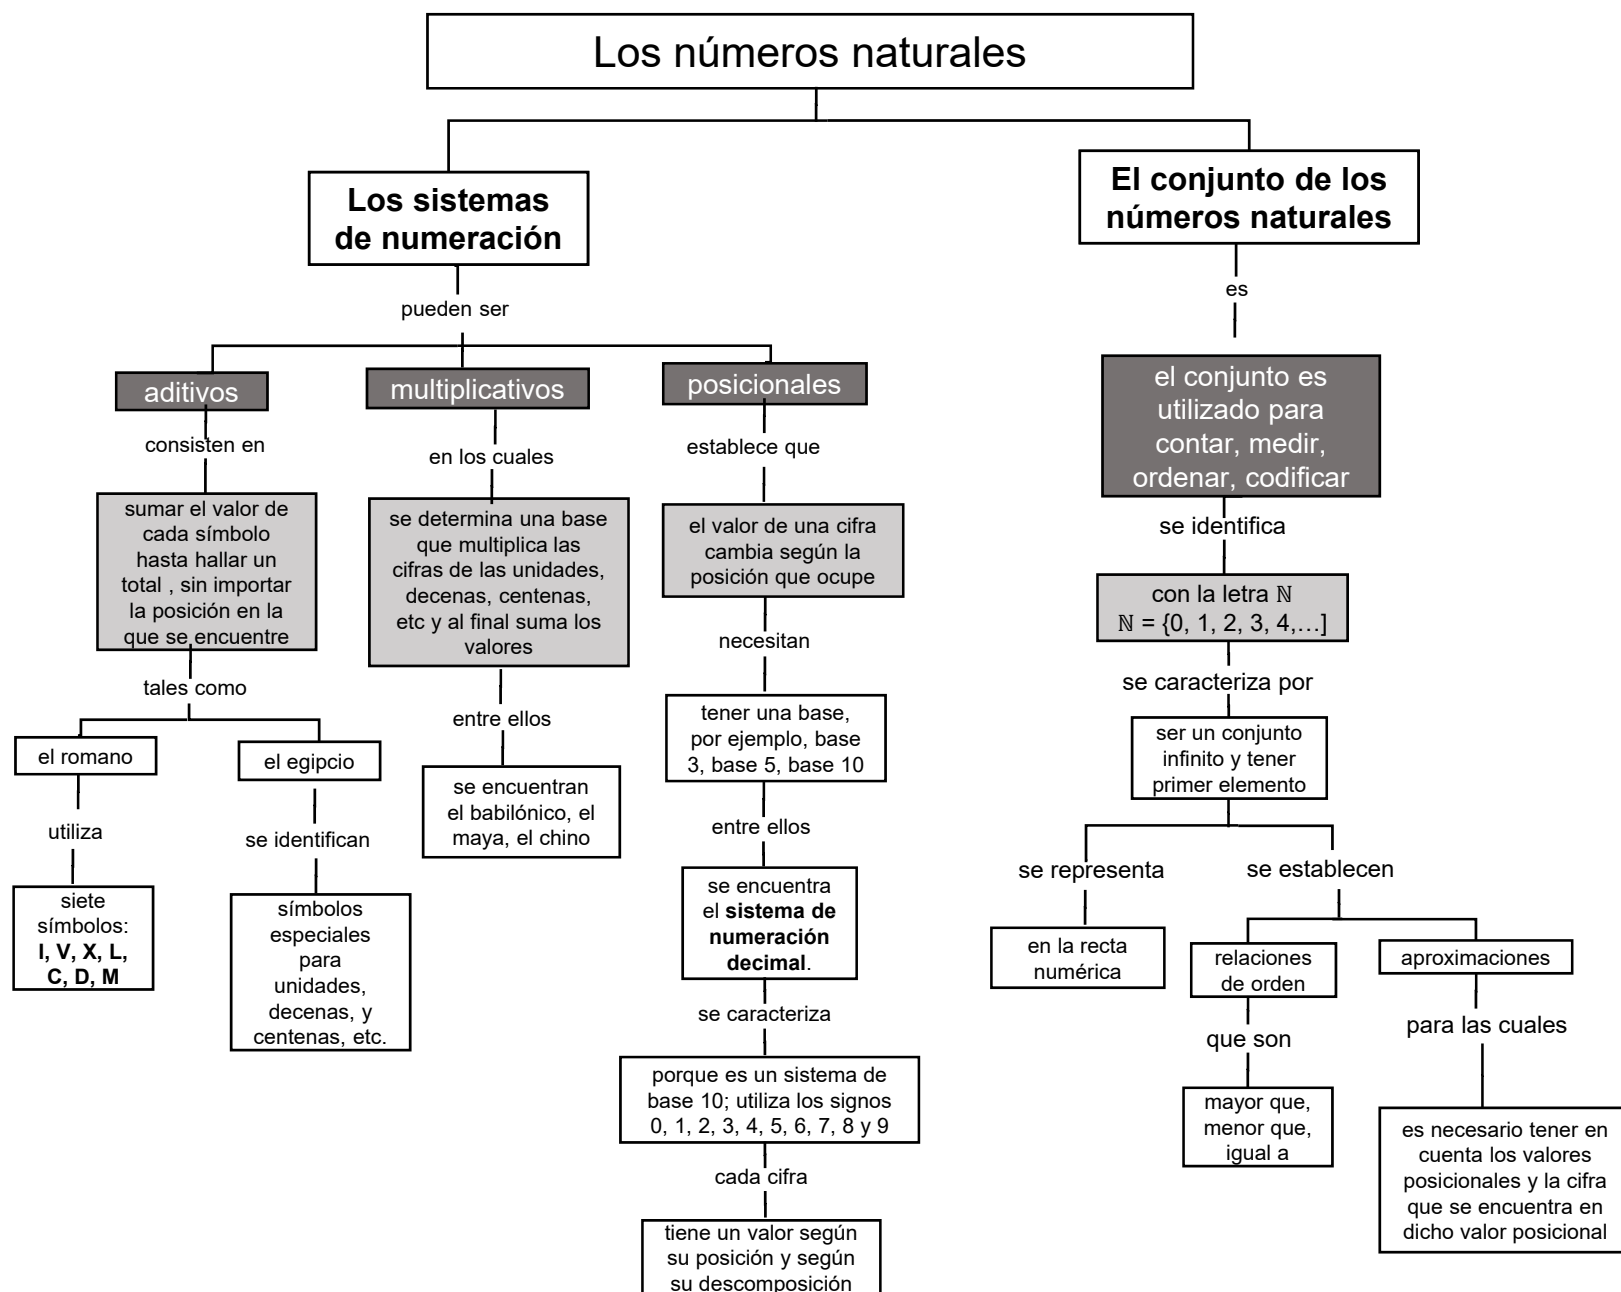 Los números naturales
Los sistemas
de numeración
pueden ser
aditivos
consisten en
sumar el valor de
cada símbolo
hasta hallar un
total , sin importar
la posición en la
que se encuentre
tales como
el romano
utiliza
siete
símbolos:
I, V, X, L,
C, D, M
el egipcio
se identifican
símbolos
especiales
para
unidades,
decenas, y
centenas, etc.
multiplicativos
en los cuales
se determina una base
que multiplica las
cifras de las unidades,
decenas, centenas,
etc y al final suma los
valores
entre ellos
se encuentran
el babilónico, el
maya, el chino
posicionales
establece que
el valor de una cifra
cambia según la
posición que ocupe
necesitan
tener una base,
por ejemplo, base
3, base 5, base 10
entre ellos
se encuentra
el sistema de
numeración
decimal.
se caracteriza
porque es un sistema de
base 10; utiliza los signos
0, 1, 2, 3, 4, 5, 6, 7, 8 y 9
cada cifra
tiene un valor según
su posición y según
su descomposición
El conjunto de los
números naturales
es
el conjunto es
utilizado para
contar, medir,
ordenar, codificar
se identifica
con la letra ℕ
ℕ = {0, 1, 2, 3, 4,…]
se caracteriza por
ser un conjunto
infinito y tener
primer elemento
se representa
en la recta
numérica
se establecen
relaciones
de orden
que son
mayor que,
menor que,
igual a
aproximaciones
para las cuales
es necesario tener en
cuenta los valores
posicionales y la cifra
que se encuentra en
dicho valor posicional